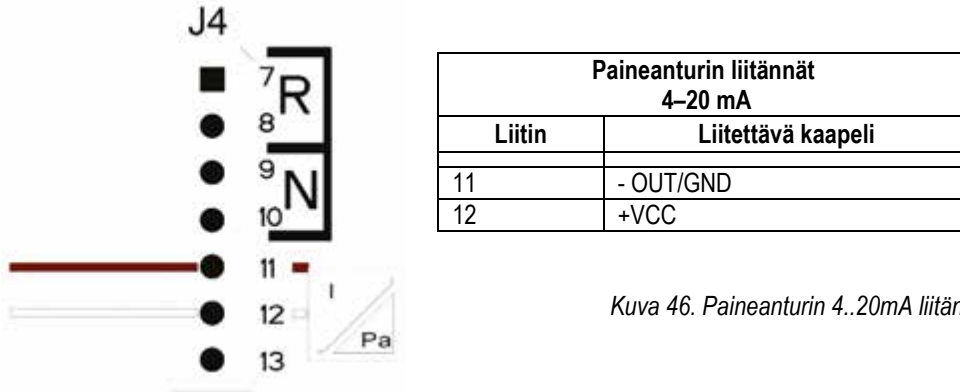 J4
7
R
8
9
N
10
11
I
12
Pa
13
Paineanturin liitännät
4–20 mA
Liitin Liitettävä kaapeli
11 - OUT/GND
12 +VCC
Kuva 46. Paineanturin 4..20mA